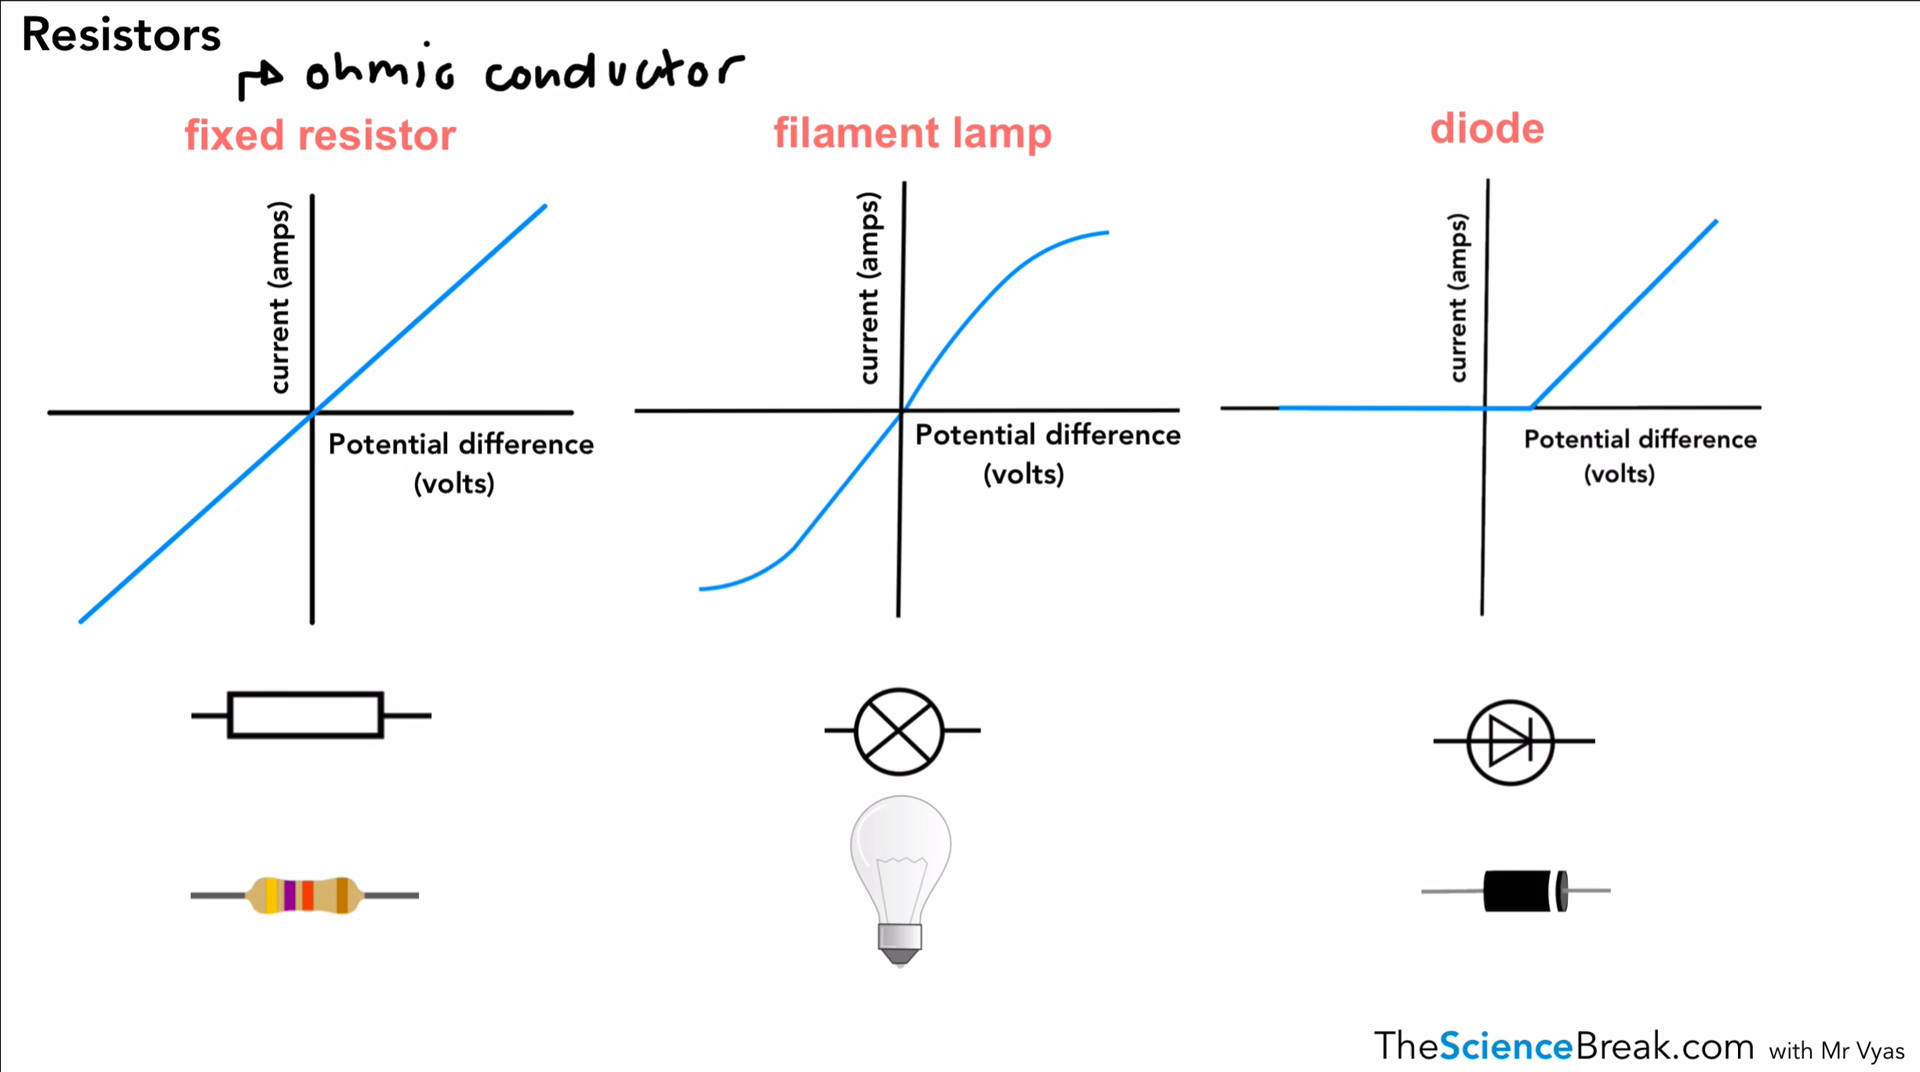 Resistors
ohmic conductor
fixed resistor
filament lamp
diode
current (amps)
Potential difference
(volts)
current (amps)
Potential difference
(volts)
current (amps)
Potential difference
(volts)
TheScienceBreak.com with Mr Vyas